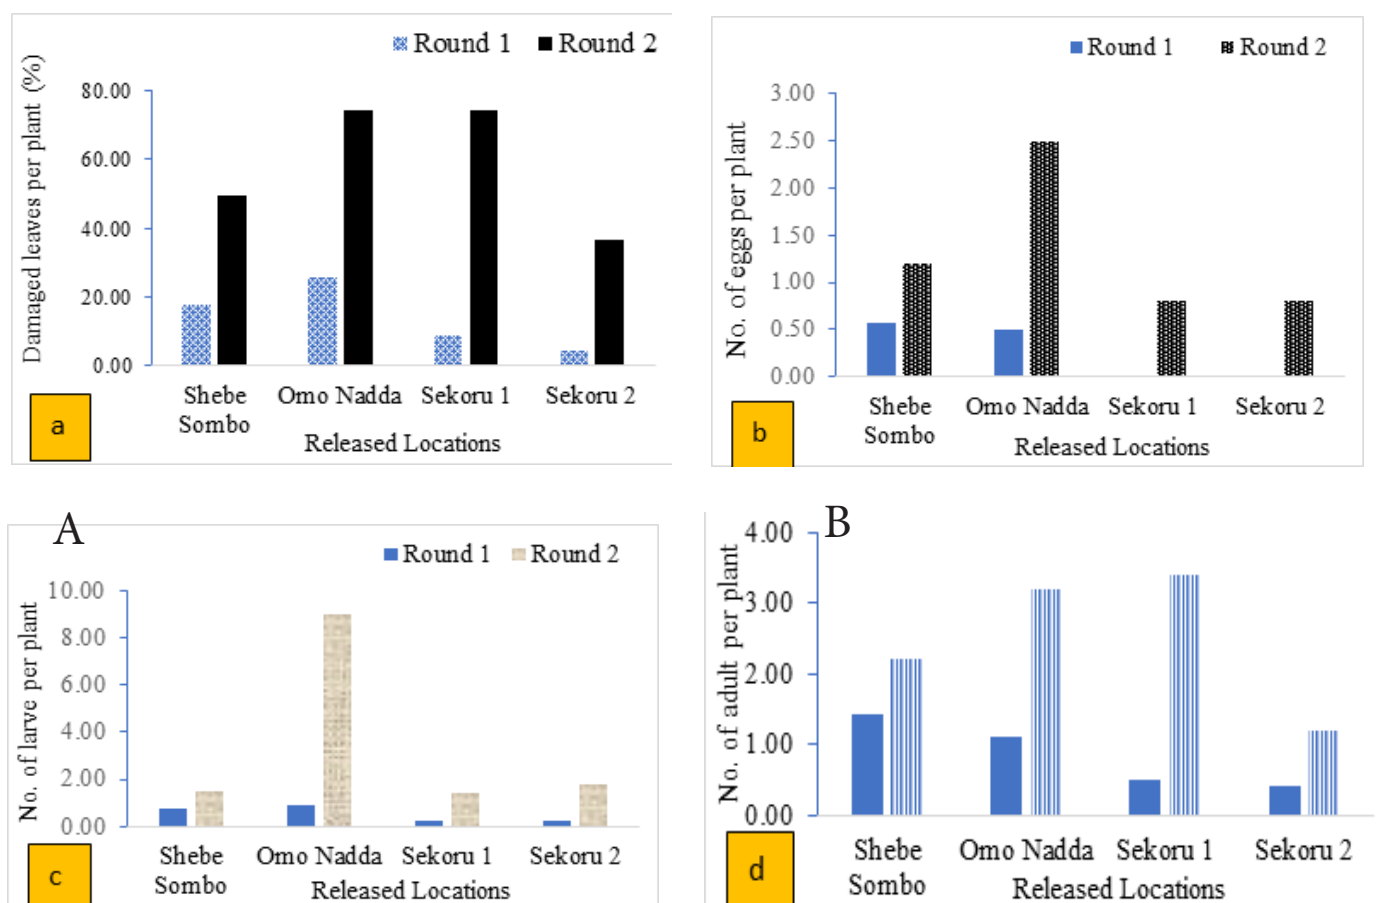 Round 1 Round 2
Damaged leaves per plant (%)
80.00
60.00
40.00
20.00
0.00
Shebe Sombo
Omo Nadda
Sekoru 1
Sekoru 2
Released Locations
a
Round 1 Round 2
No. of eggs per plant
3.00
2.50
2.00
1.50
1.00
0.50
0.00
Shebe Sombo
Omo Nadda
Sekoru 1
Sekoru 2
Released Locations
b
A
Round 1 Round 2
No. of larve per plant
10.00
8.00
6.00
4.00
2.00
0.00
Shebe Sombo
Omo Nadda
Sekoru 1
Sekoru 2
Released Locations
c
B
No. of adult per plant
4.00
3.00
2.00
1.00
0.00
Shebe Sombo
Omo Nadda
Sekoru 1
Sekoru 2
Released Locations
d